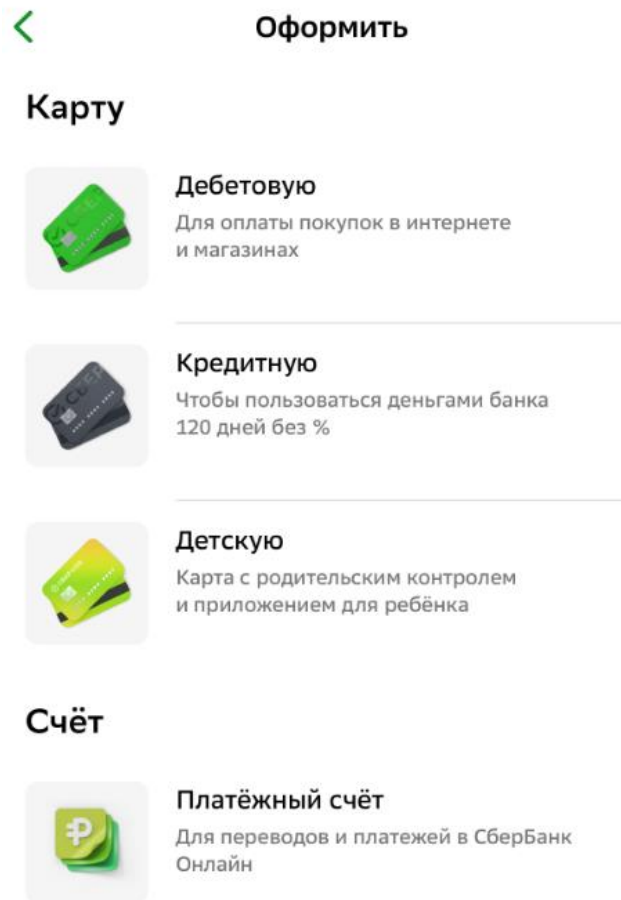 Оформить
Карту
Дебетовую
Для оплаты покупок в интернете
и магазинах
Кредитную
Чтобы пользоваться деньгами банка
120 дней без %
Детскую
Карта с родительским контролем
и приложением для ребёнка
Счёт
Платёжный счёт
Для переводов и платежей в СберБанк
Онлайн